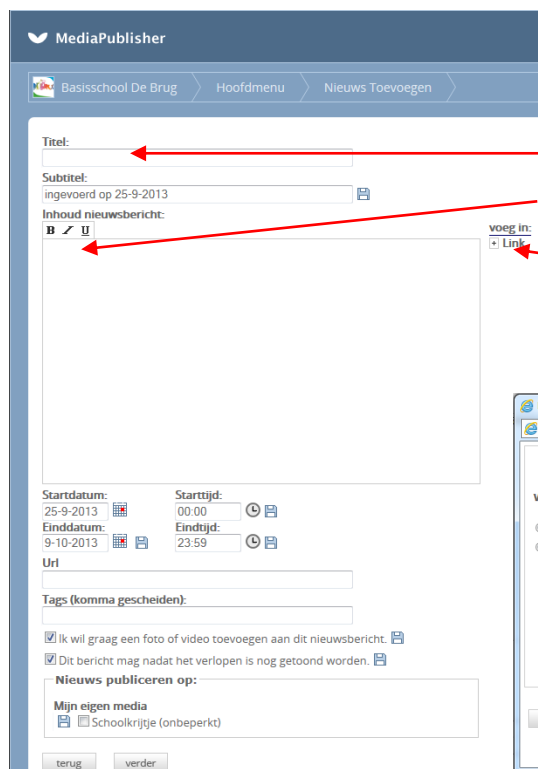 MediaPublisher
Basisschool De Brug Hoofdmenu Nieuws Toevoegen
Titel:
Subtitel:
ingevoerd op 25-9-2013
Inhoud nieuwsbericht:
B I U
voeg in:
+ Link
Startdatum: Starttijd:
25-9-2013 00:00
Einddatum: Eindtijd:
9-10-2013 23:59
Url
Tags (komma gescheiden):
Ik wil graag een foto of video toevoegen aan dit nieuwsbericht.
Dit bericht mag nadat het verlopen is nog getoond worden.
Nieuws publiceren op:
Mijn eigen media
Schoolkrijtje (onbeperkt)
terug verder